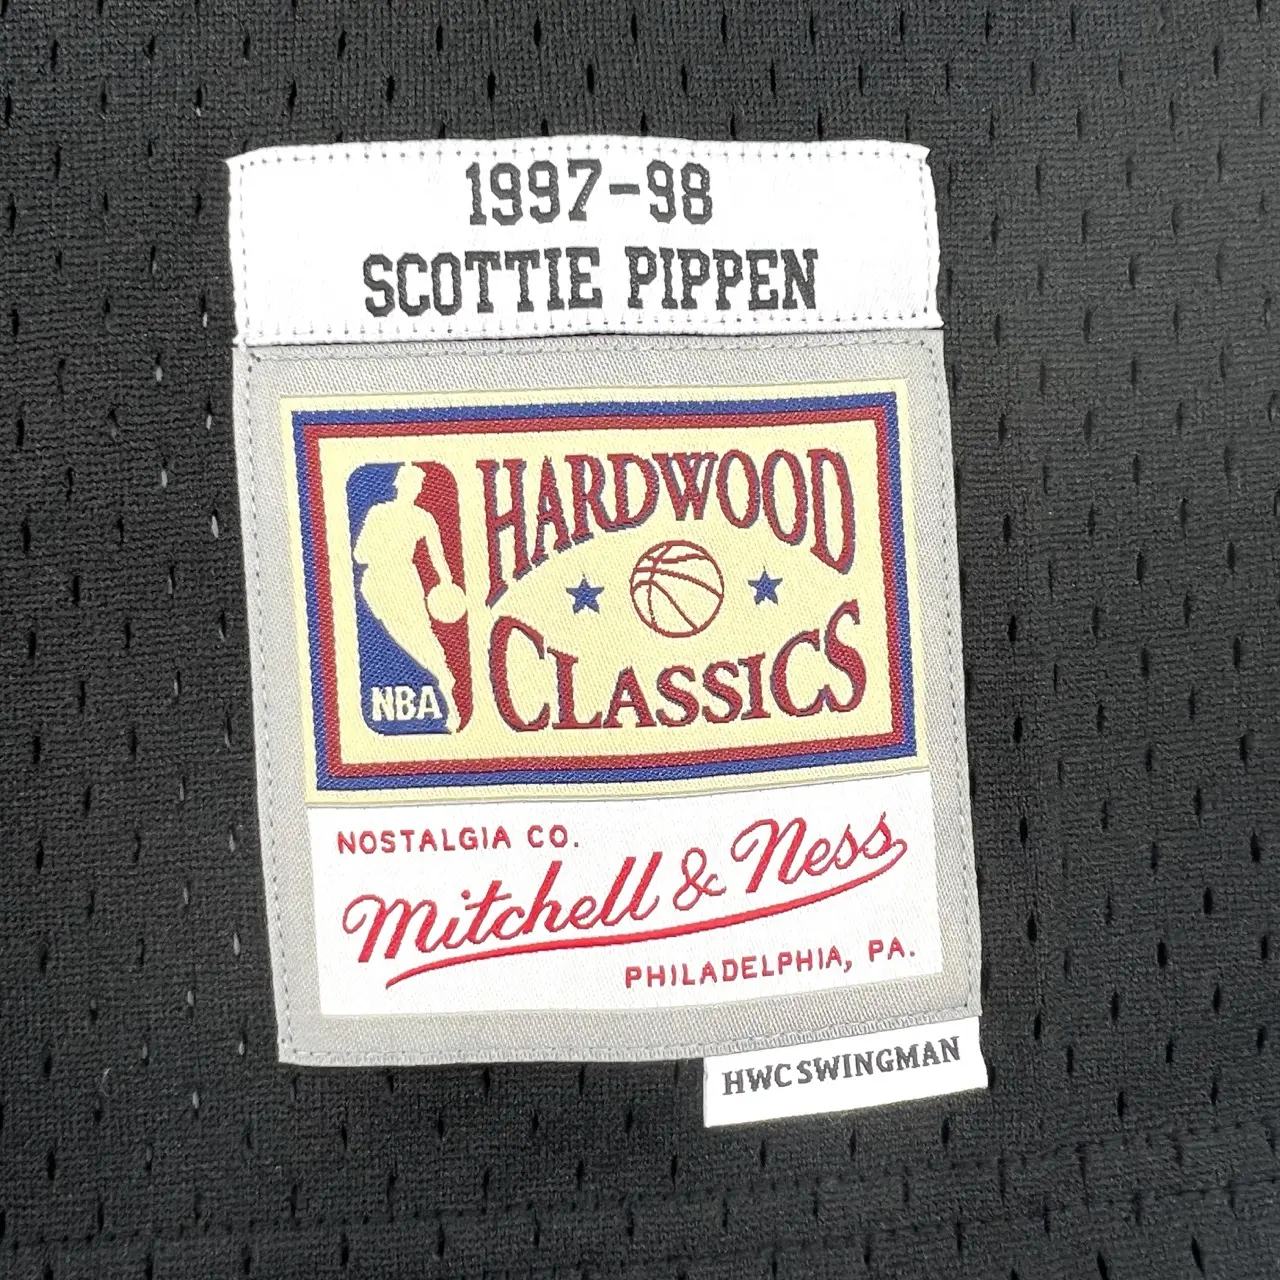 1997-98
SCOTTIE PIPPEN
HARDWOOD
CLASSICS
NBA
NOSTALGIA CO.
Mitchell & Ness
PHILADELPHIA, PA.
HWC SWINGMAN